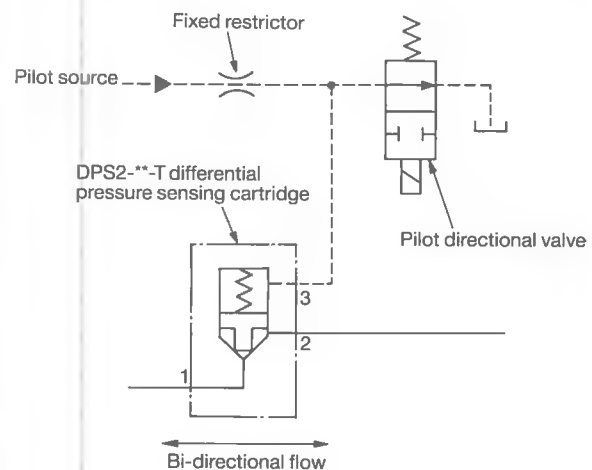 Fixed restrictor
Pilot source
DPS2-**-T differential
pressure sensing cartridge
Pilot directional valve
3
2
1
Bi-directional flow